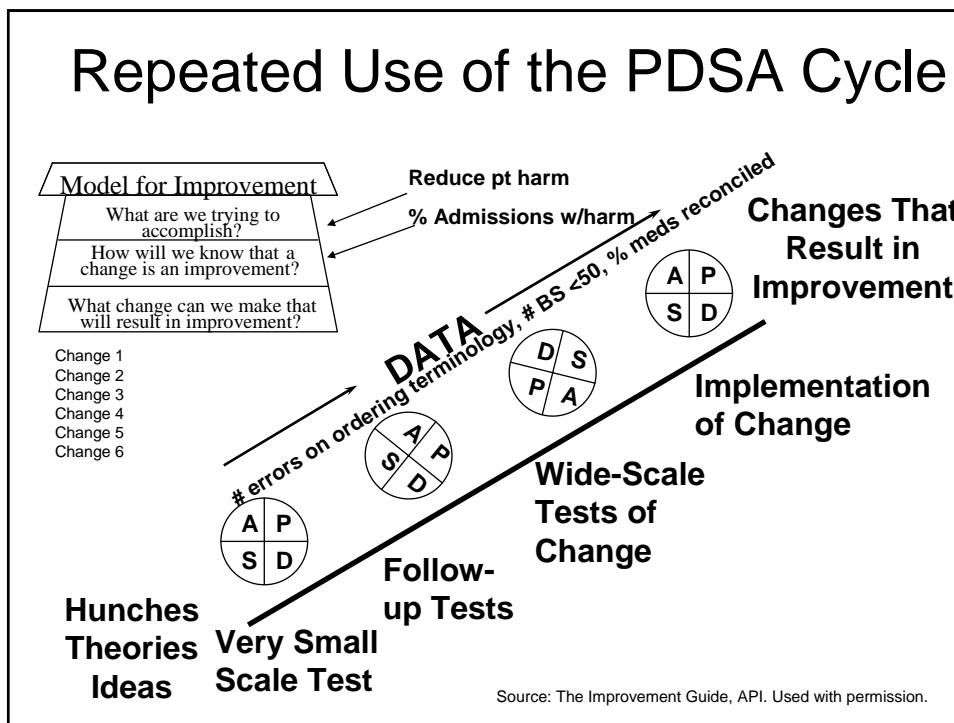 Repeated Use of the PDSA Cycle
Model for Improvement
What are we trying to
accomplish?
How will we know that a
change is an improvement?
What change can we make that
will result in improvement?
Reduce pt harm
% Admissions w/harm
Change 1
Change 2
Change 3
Change 4
Change 5
Change 6
DATA
# errors on ordering terminology, # BS <50, % meds reconciled
A P
S D
A P
S D
D S
P A
A P
S D
Changes That
Result in
Improvement
Implementation
of Change
Wide-Scale
Tests of
Change
Follow-
up Tests
Very Small
Scale Test
Hunches
Theories
Ideas
Source: The Improvement Guide, API. Used with permission.